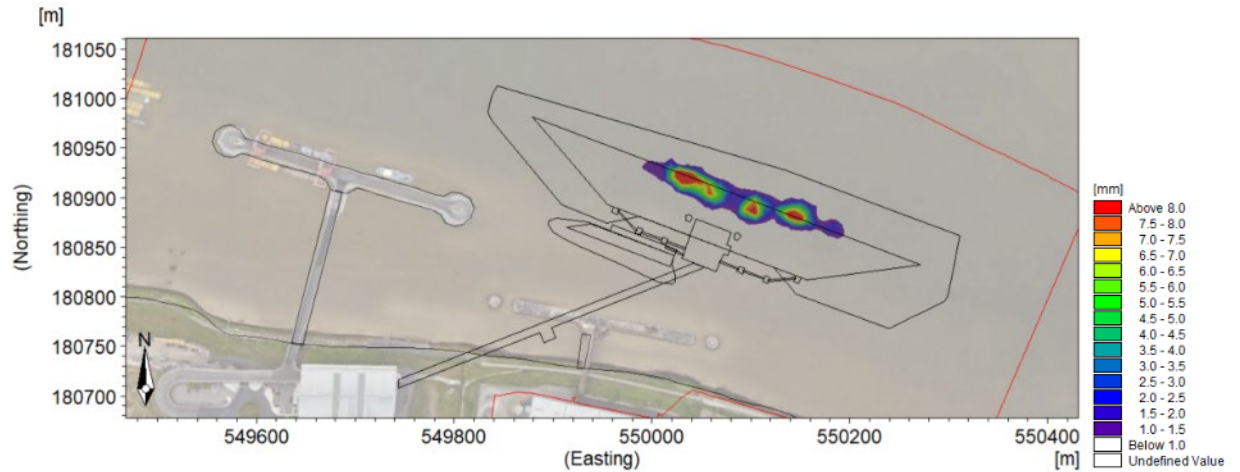 [m]
181050
181000
180950
180900
180850
180800
180750
180700
(Northing)
N
549600 549800 550000 550200 550400
(Easting) [m]
[mm]
Above 8.0
7.5 - 8.0
7.0 - 7.5
6.5 - 7.0
6.0 - 6.5
5.5 - 6.0
5.0 - 5.5
4.5 - 5.0
4.0 - 4.5
3.5 - 4.0
3.0 - 3.5
2.5 - 3.0
2.0 - 2.5
1.5 - 2.0
1.0 - 1.5
Below 1.0
Undefined Value